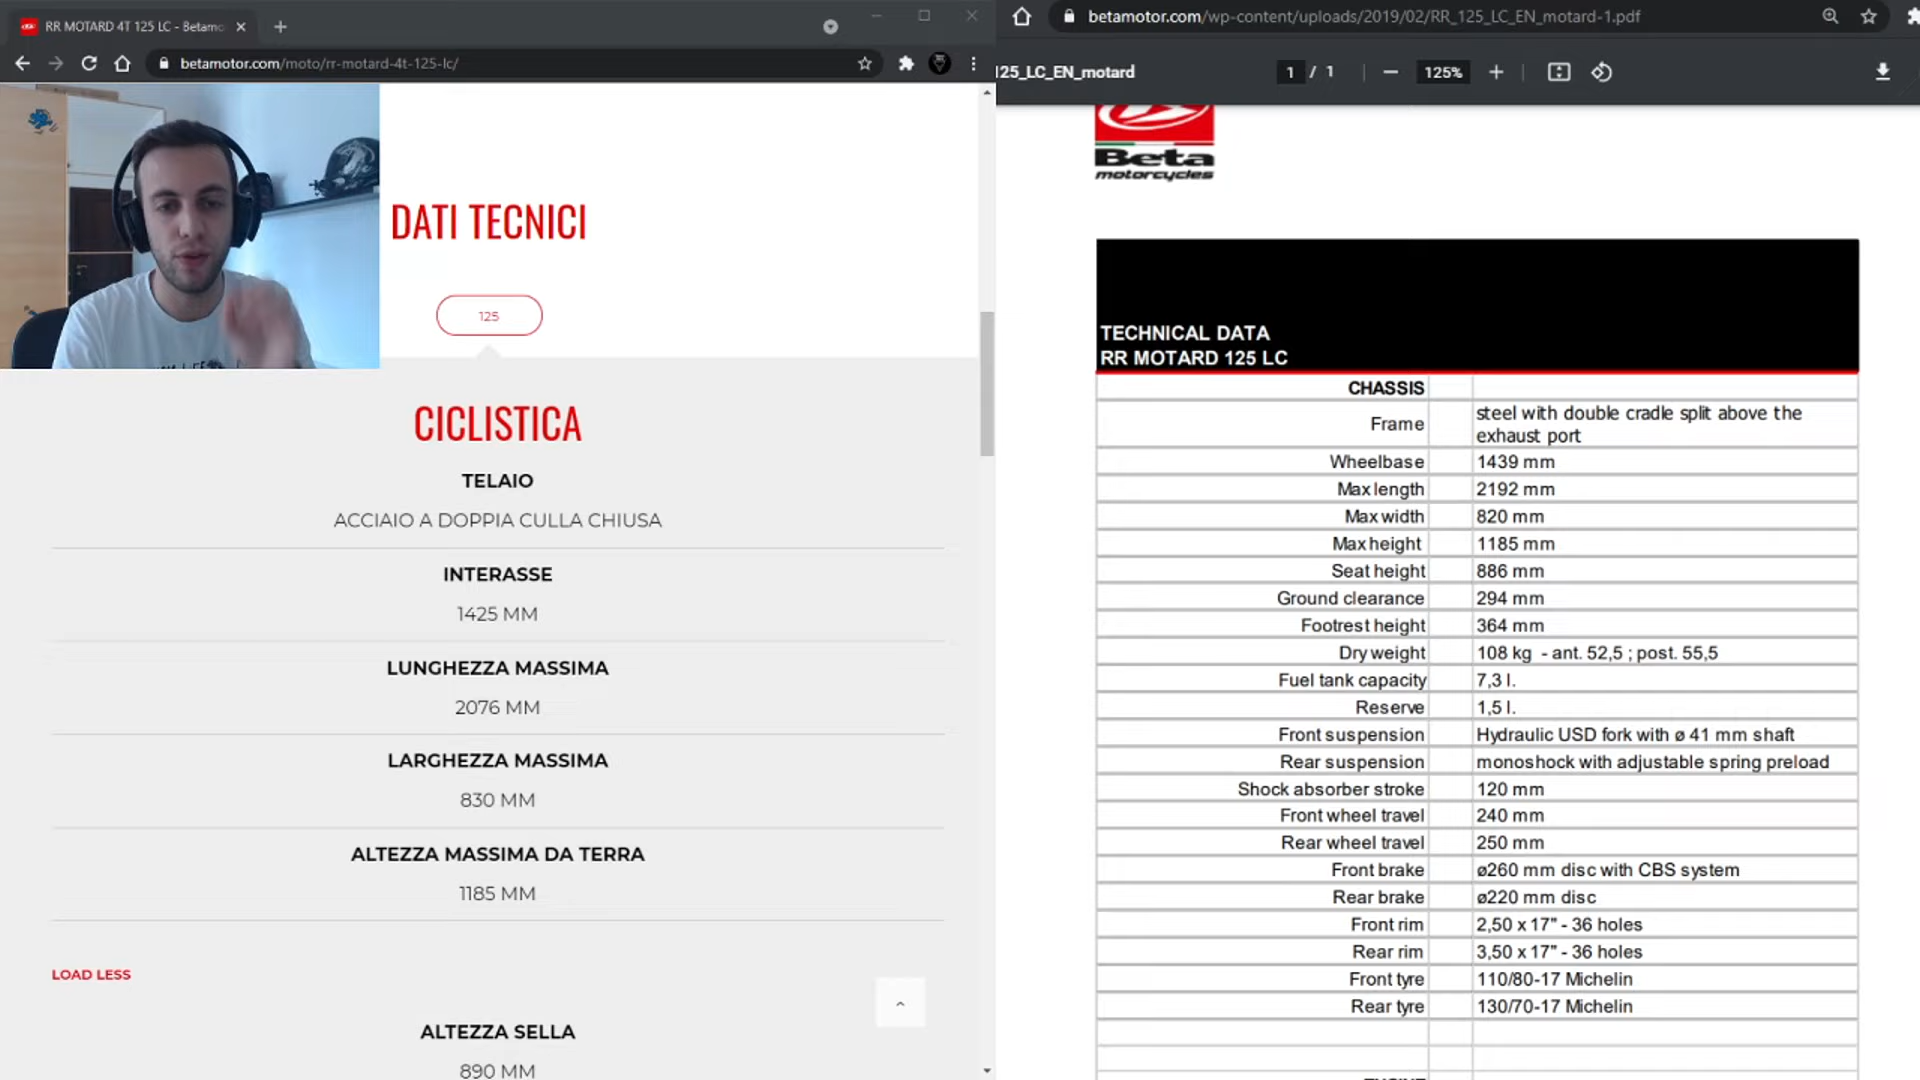 RR MOTARD 4T 125 LC - Betamo
betamotor.com/moto/rr-motard-4t-125-lc/
DATI TECNICI
125
CICLISTICA
TELAIO
ACCIAIO A DOPPIA CULLA CHIUSA
INTERASSE
1425 MM
LUNGHEZZA MASSIMA
2076 MM
LARGHEZZA MASSIMA
830 MM
ALTEZZA MASSIMA DA TERRA
1185 MM
LOAD LESS
ALTEZZA SELLA
890 MM
betamotor.com/wp-content/uploads/2019/02/RR_125_LC_EN_motard-1.pdf
125_LC_EN_motard
1 / 1
125%
Beta
motorcycles
TECHNICAL DATA
RR MOTARD 125 LC
CHASSIS
Frame steel with double cradle split above the
exhaust port
Wheelbase 1439 mm
Max length 2192 mm
Max width 820 mm
Max height 1185 mm
Seat height 886 mm
Ground clearance 294 mm
Footrest height 364 mm
Dry weight 108 kg - ant. 52,5 ; post. 55,5
Fuel tank capacity 7,3 l.
Reserve 1,5 l.
Front suspension Hydraulic USD fork with ø 41 mm shaft
Rear suspension monoshock with adjustable spring preload
Shock absorber stroke 120 mm
Front wheel travel 240 mm
Rear wheel travel 250 mm
Front brake ø260 mm disc with CBS system
Rear brake ø220 mm disc
Front rim 2,50 x 17" - 36 holes
Rear rim 3,50 x 17" - 36 holes
Front tyre 110/80-17 Michelin
Rear tyre 130/70-17 Michelin